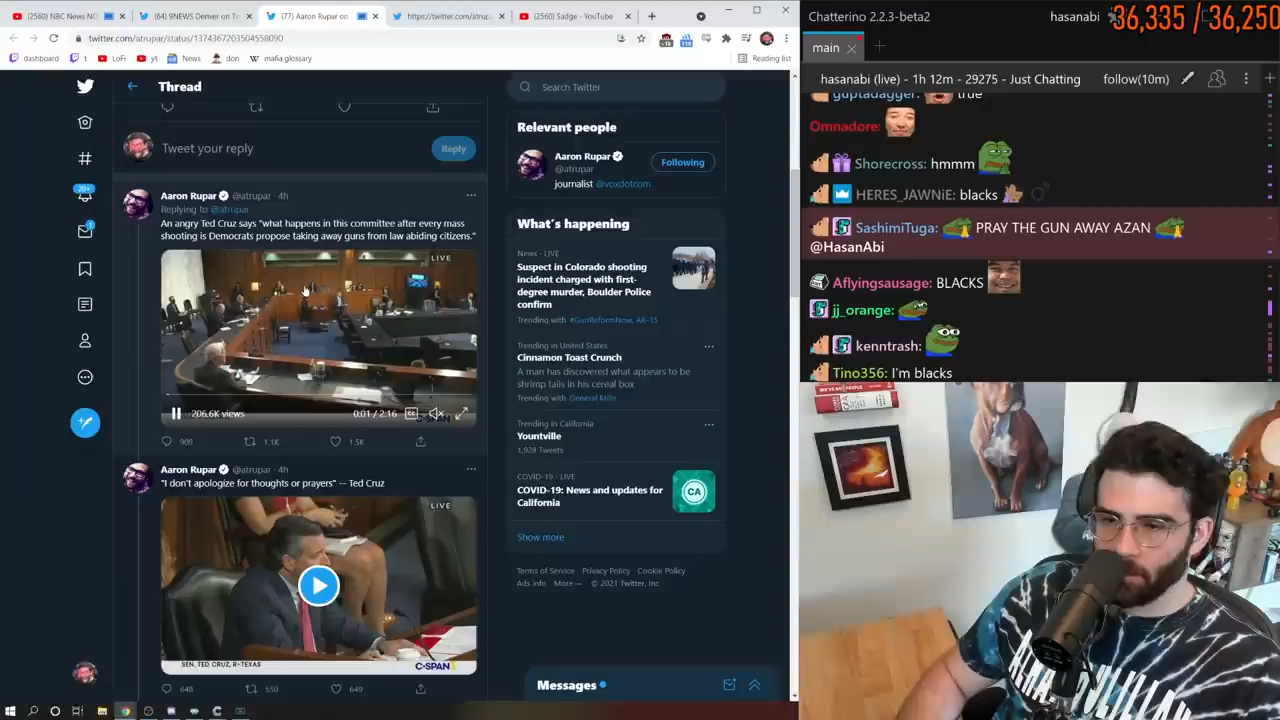 (2560) NBC News NO
(64) 9NEWS Denver on T
(77) Aaron Rupar on
https://twitter.com/atrup
(2560) Sadge - YouTube
twitter.com/atrupar/status/1374367203504558090
dashboard
t
LoFi
yt
News
don
mafia glossary
Reading list
Thread
Tweet your reply
Reply
Aaron Rupar @atrupar · 4h
Replying to @atrupar
An angry Ted Cruz says "what happens in this committee after every mass
shooting is Democrats propose taking away guns from law abiding citizens."
LIVE
206.6K views
0:01 / 2:16
909
1.1K
1.5K
Aaron Rupar @atrupar · 4h
"I don't apologize for thoughts or prayers" -- Ted Cruz
LIVE
SEN. TED CRUZ, R-TEXAS
C-SPAN
648
550
649
20+
1
Search Twitter
Relevant people
Aaron Rupar
@atrupar
Following
journalist @voxdotcom
What's happening
News · LIVE
Suspect in Colorado shooting
incident charged with first-
degree murder, Boulder Police
confirm
Trending with #GunReformNow, AR-15
Trending in United States
Cinnamon Toast Crunch
A man has discovered what appears to be
shrimp tails in his cereal box
Trending with General Mills
Trending in California
Yountville
1,928 Tweets
COVID-19 · LIVE
COVID-19: News and updates for
California
CA
Show more
Terms of Service Privacy Policy Cookie Policy
Ads info More ··· © 2021 Twitter, Inc.
Messages
Chatterino 2.2.3-beta2
hasanabi
36,335 / 36,250
main
hasanabi (live) - 1h 12m - 29275 - Just Chatting
follow(10m)
guptadagger: true
Omnadore:
Shorecross: hmmm
HERES_JAWNiE: blacks
SashimiTuga: PRAY THE GUN AWAY AZAN
@HasanAbi
Aflyingsausage: BLACKS
jj_orange:
kenntrash:
Tino356: I'm blacks